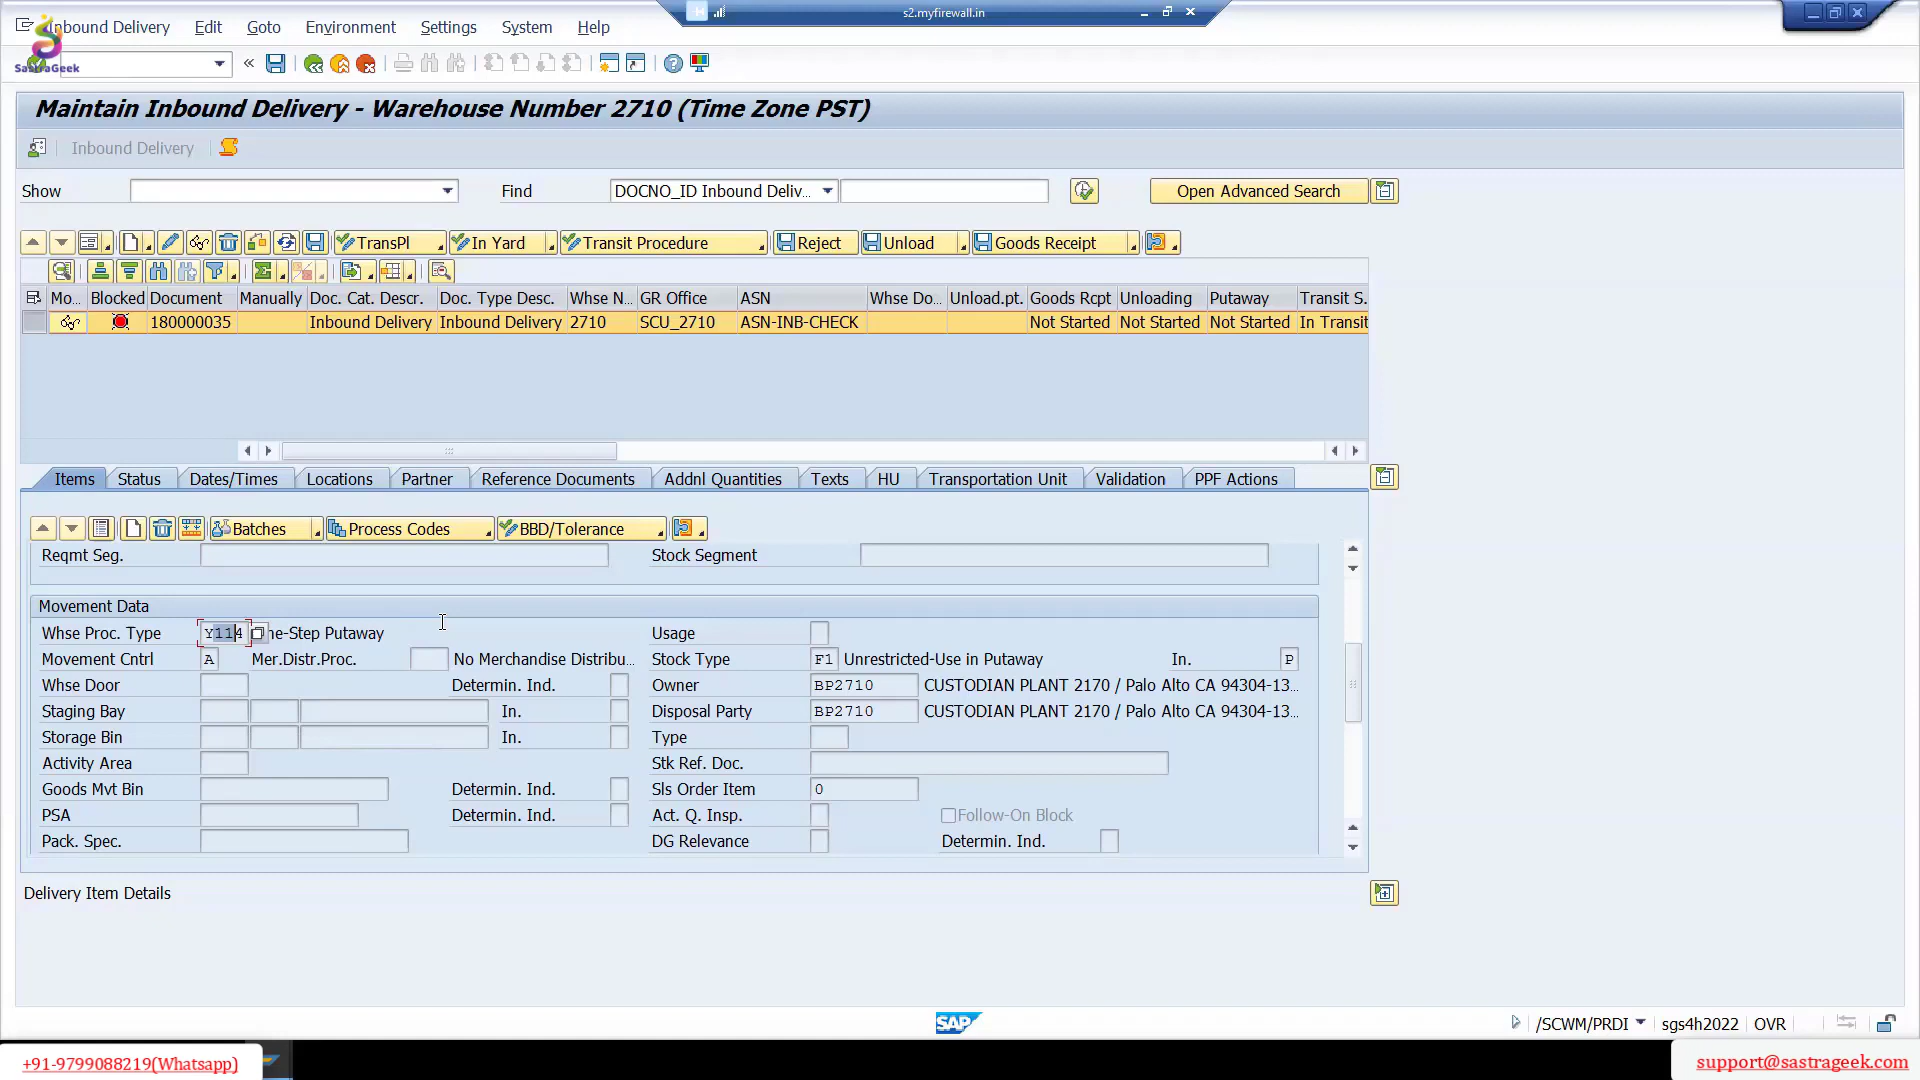 Inbound Delivery Edit Goto Environment Settings System Help
s2.myfirewall.in
SastraGeek
Maintain Inbound Delivery - Warehouse Number 2710 (Time Zone PST)
Inbound Delivery
Show Find DOCNO_ID Inbound Deliv... Open Advanced Search
TransPl In Yard Transit Procedure Reject Unload Goods Receipt
Mo... Blocked Document Manually Doc. Cat. Descr. Doc. Type Desc. Whse N... GR Office ASN Whse Do... Unload.pt. Goods Rcpt Unloading Putaway Transit S.
180000035 Inbound Delivery Inbound Delivery 2710 SCU_2710 ASN-INB-CHECK Not Started Not Started Not Started In Transit
Items Status Dates/Times Locations Partner Reference Documents Addnl Quantities Texts HU Transportation Unit Validation PPF Actions
Batches Process Codes BBD/Tolerance
Reqmt Seg. Stock Segment
Movement Data
Whse Proc. Type Y114 ne-Step Putaway Usage
Movement Cntrl A Mer.Distr.Proc. No Merchandise Distribu... Stock Type F1 Unrestricted-Use in Putaway In. P
Whse Door Determin. Ind. Owner BP2710 CUSTODIAN PLANT 2170 / Palo Alto CA 94304-13...
Staging Bay In. Disposal Party BP2710 CUSTODIAN PLANT 2170 / Palo Alto CA 94304-13...
Storage Bin In. Type
Activity Area Stk Ref. Doc.
Goods Mvt Bin Determin. Ind. Sls Order Item 0
PSA Determin. Ind. Act. Q. Insp. Follow-On Block
Pack. Spec. DG Relevance Determin. Ind.
Delivery Item Details
SAP
/SCWM/PRDI sgs4h2022 OVR
+91-9799088219(Whatsapp)
support@sastrageek.com